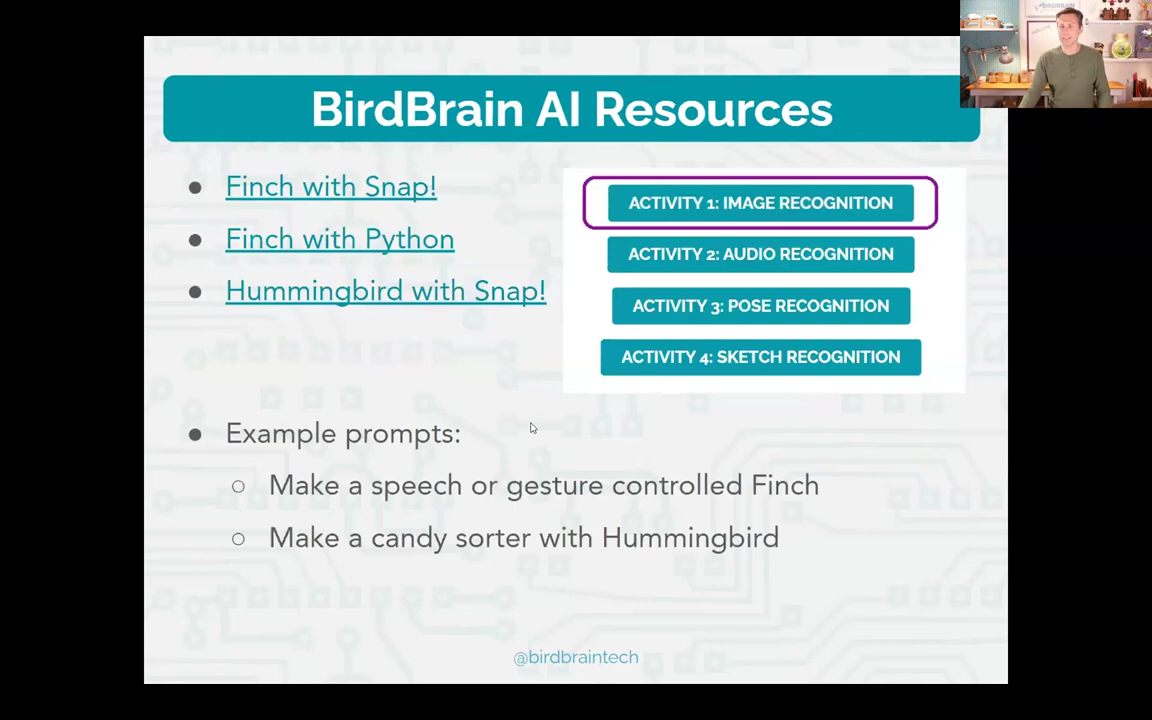 BirdBrain AI Resources
Finch with Snap!
Finch with Python
Hummingbird with Snap!
ACTIVITY 1: IMAGE RECOGNITION
ACTIVITY 2: AUDIO RECOGNITION
ACTIVITY 3: POSE RECOGNITION
ACTIVITY 4: SKETCH RECOGNITION
Example prompts:
Make a speech or gesture controlled Finch
Make a candy sorter with Hummingbird
@birdbraintech